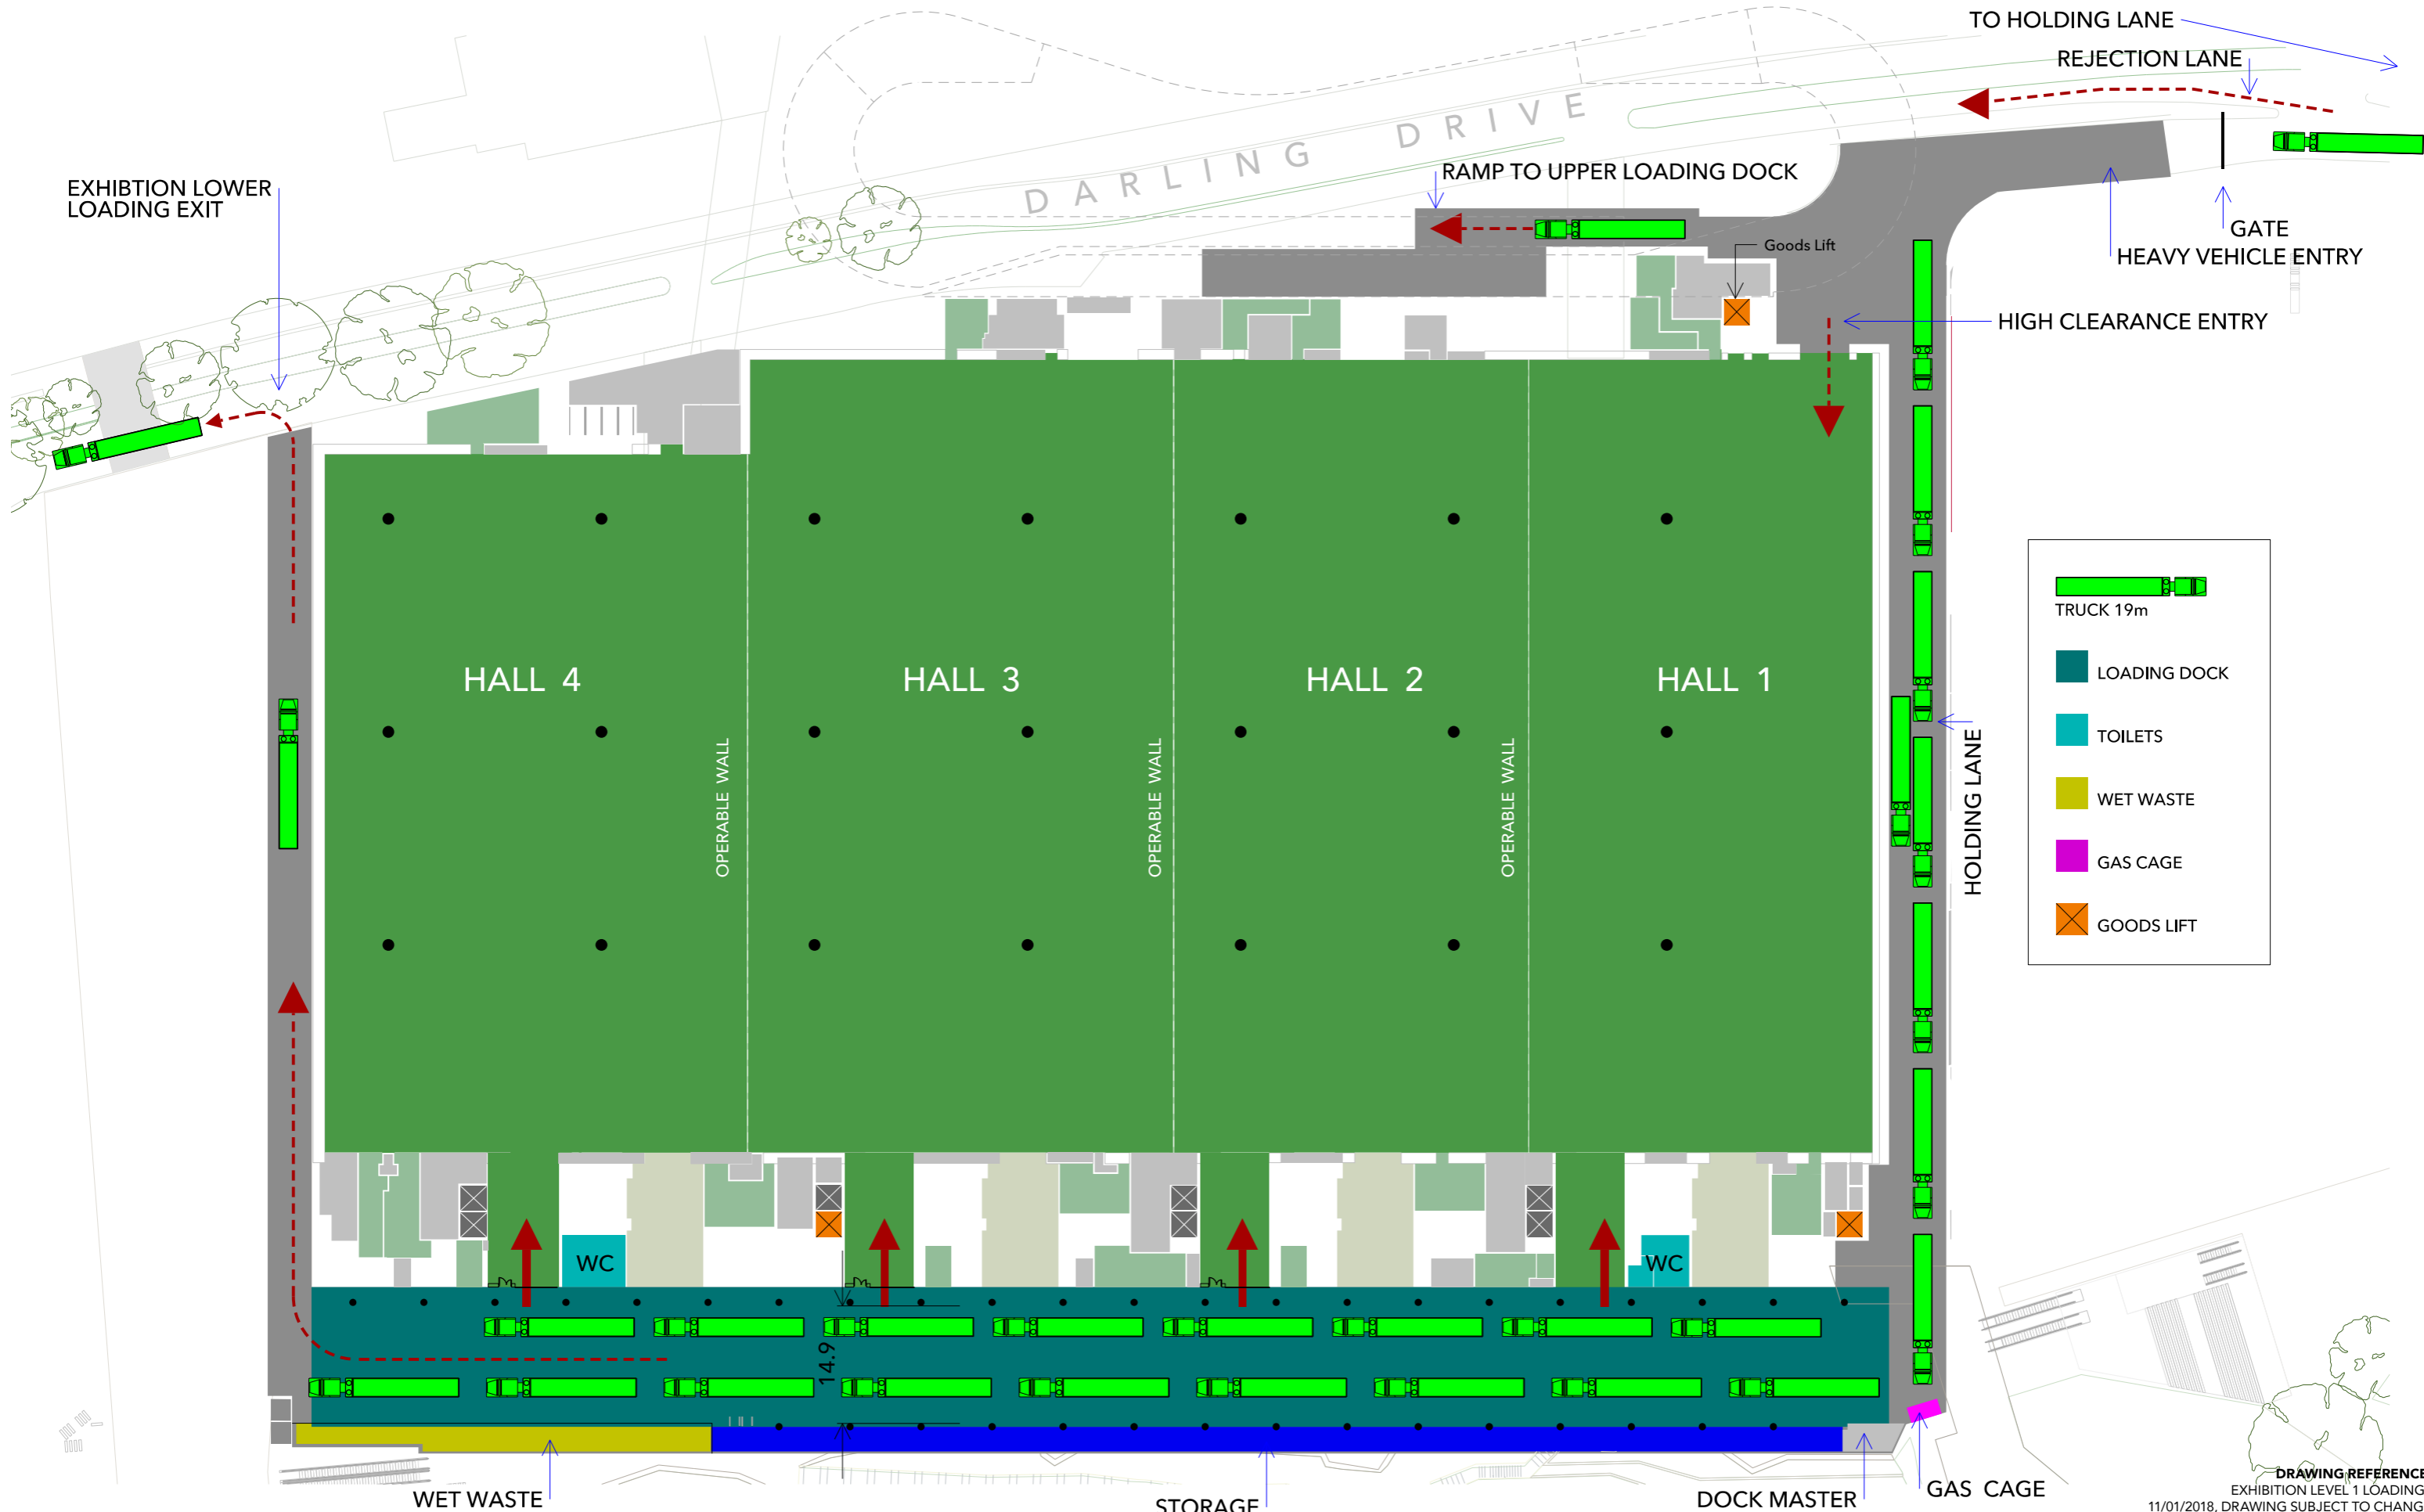 TO HOLDING LANE
REJECTION LANE
DARLING DRIVE
RAMP TO UPPER LOADING DOCK
EXHIBTION LOWER
LOADING EXIT
GATE
HEAVY VEHICLE ENTRY
Goods Lift
HIGH CLEARANCE ENTRY
TRUCK 19m
LOADING DOCK
TOILETS
WET WASTE
GAS CAGE
GOODS LIFT
HALL 4
HALL 3
HALL 2
HALL 1
OPERABLE WALL
OPERABLE WALL
OPERABLE WALL
HOLDING LANE
WC
WC
14.9
WET WASTE
STORAGE
DOCK MASTER
GAS CAGE
DRAWING REFERENCE
EXHIBITION LEVEL 1 LOADING
11/01/2018, DRAWING SUBJECT TO CHANG